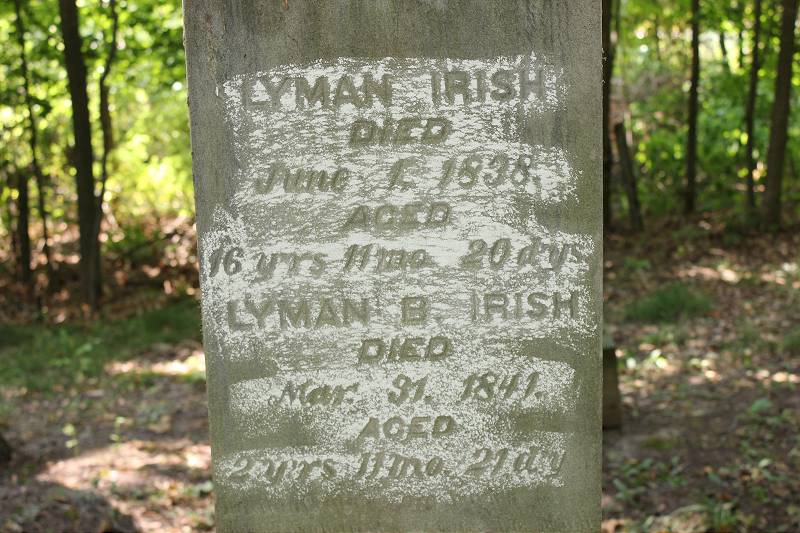 LYMAN IRISH
DIED
June 1. 1838.
AGED
16 yrs 11 mo. 20 dys
LYMAN B. IRISH
DIED
Mar. 31. 1841.
AGED
2 yrs 11 mo. 21 dy